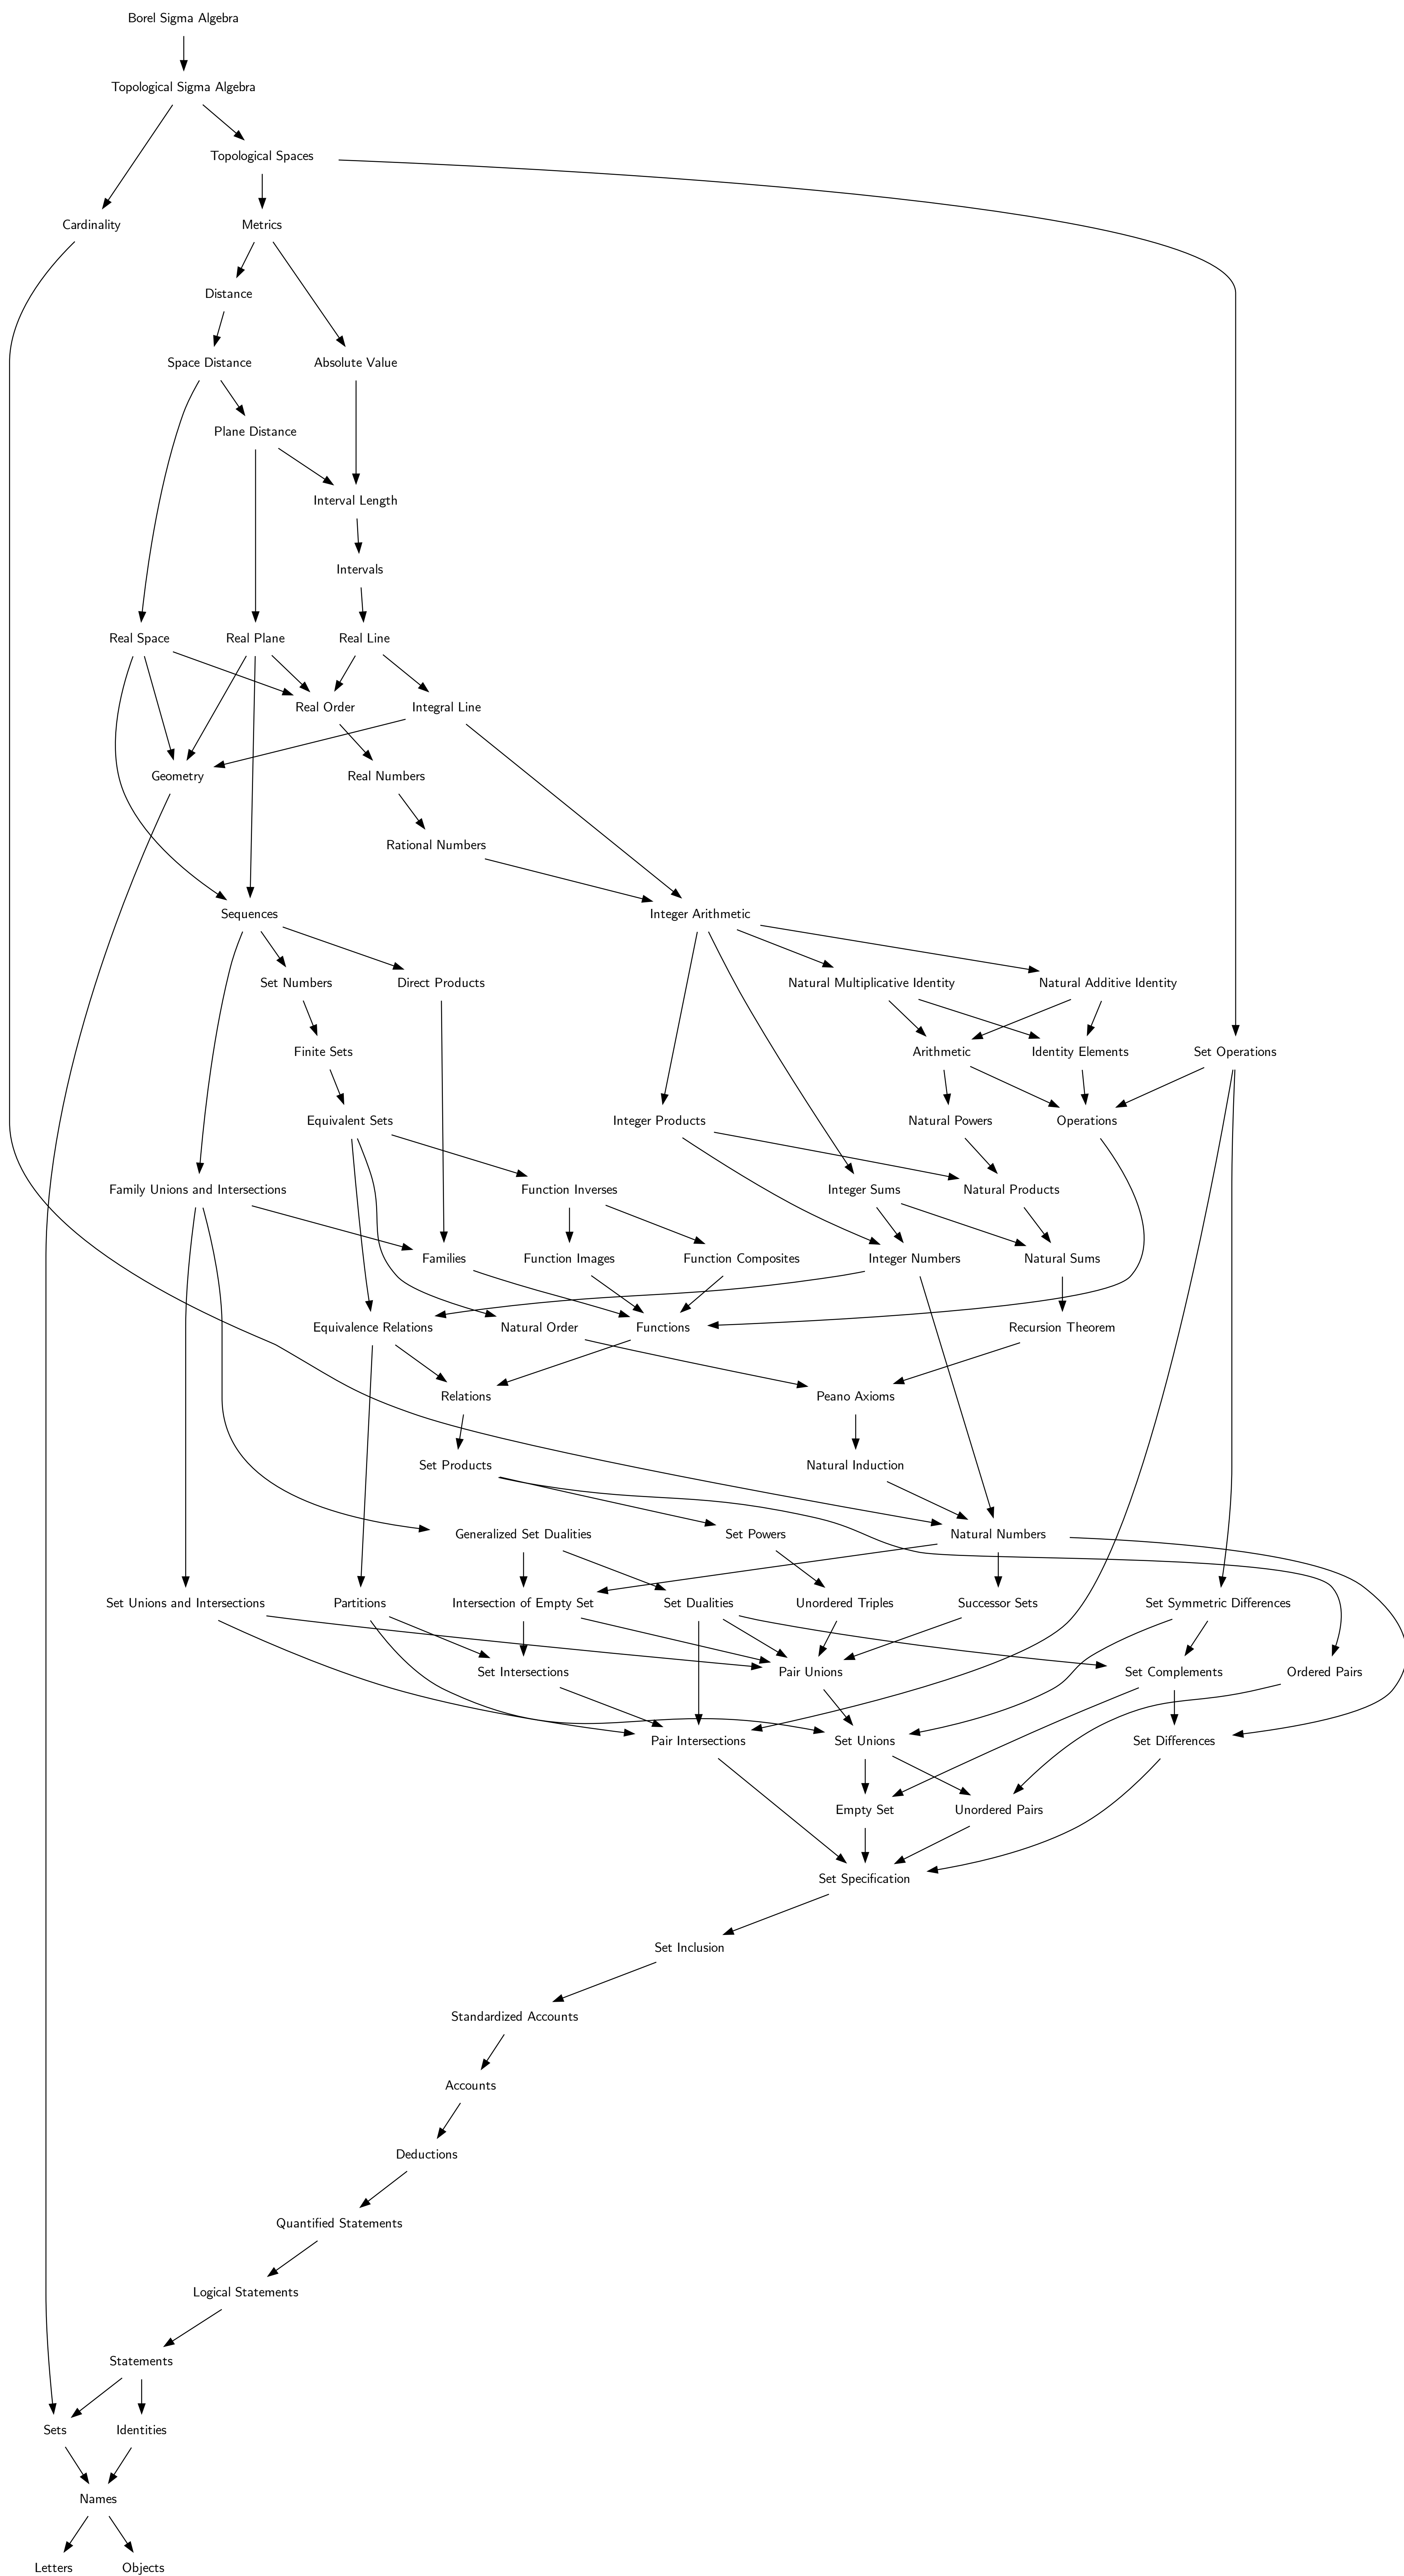 Borel Sigma Algebra
Topological Sigma Algebra
Topological Spaces
Cardinality
Metrics
Distance
Space Distance
Absolute Value
Plane Distance
Interval Length
Intervals
Real Space
Real Plane
Real Line
Real Order
Integral Line
Geometry
Real Numbers
Rational Numbers
Sequences
Integer Arithmetic
Set Numbers
Direct Products
Natural Multiplicative Identity
Natural Additive Identity
Finite Sets
Arithmetic
Identity Elements
Set Operations
Equivalent Sets
Integer Products
Natural Powers
Operations
Family Unions and Intersections
Function Inverses
Integer Sums
Natural Products
Families
Function Images
Function Composites
Integer Numbers
Natural Sums
Equivalence Relations
Natural Order
Functions
Recursion Theorem
Relations
Peano Axioms
Set Products
Natural Induction
Generalized Set Dualities
Set Powers
Natural Numbers
Set Unions and Intersections
Partitions
Intersection of Empty Set
Set Dualities
Unordered Triples
Successor Sets
Set Symmetric Differences
Set Intersections
Pair Unions
Set Complements
Ordered Pairs
Pair Intersections
Set Unions
Set Differences
Empty Set
Unordered Pairs
Set Specification
Set Inclusion
Standardized Accounts
Accounts
Deductions
Quantified Statements
Logical Statements
Statements
Sets
Identities
Names
Letters
Objects